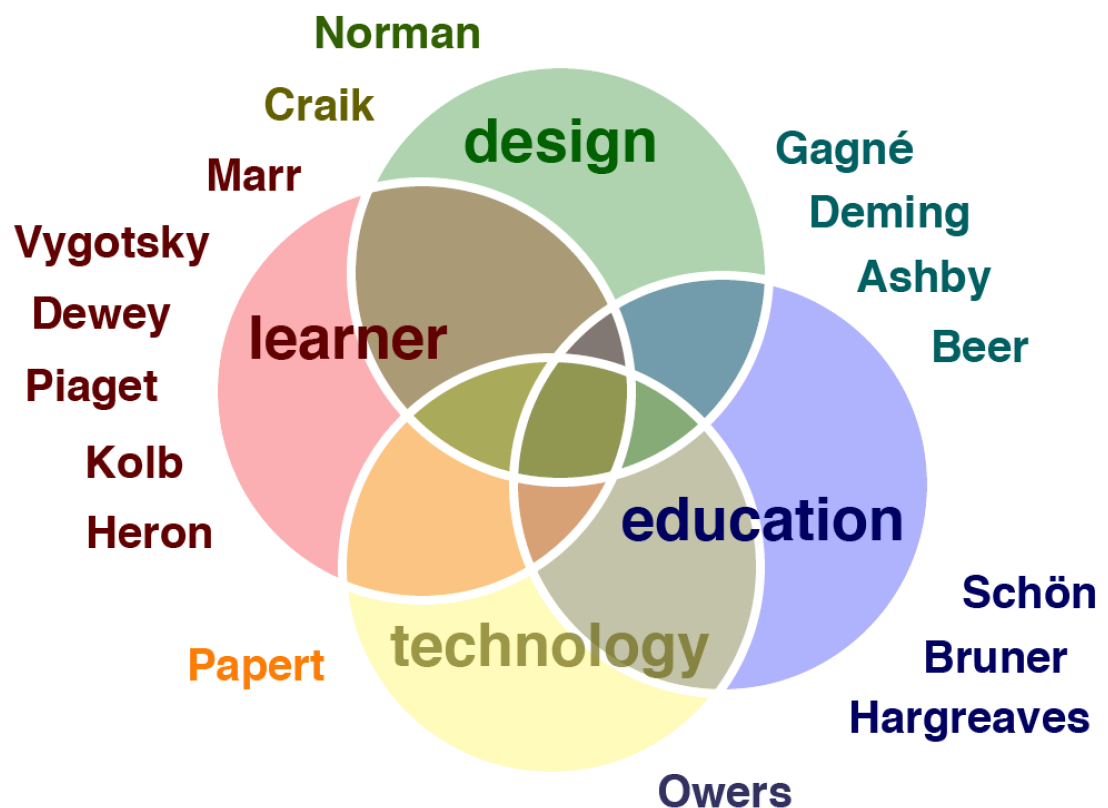 Norman
Craik
design
Gagné
Marr
Deming
Vygotsky
Ashby
Dewey
learner
Beer
Piaget
Kolb
Heron
education
Schön
technology
Papert
Bruner
Hargreaves
Owers